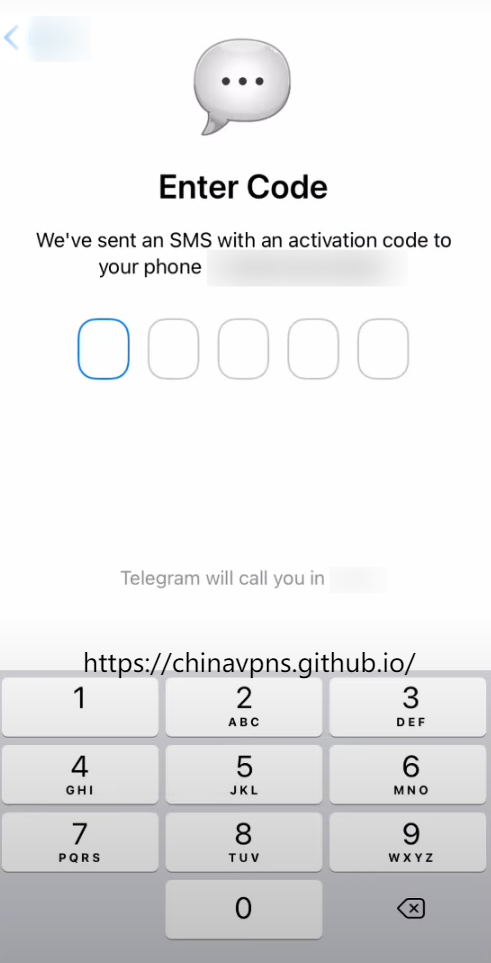 Enter Code
We've sent an SMS with an activation code to
your phone
Telegram will call you in
https://chinavpns.github.io/
1
2
ABC
3
DEF
4
GHI
5
JKL
6
MNO
7
PQRS
8
TUV
9
WXYZ
0